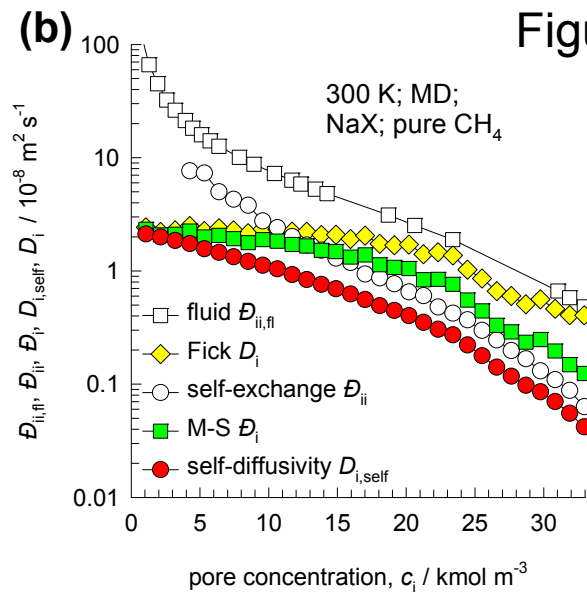 (b)
Figu
100
10
1
0.1
0.01
300 K; MD;
NaX; pure CH₄
fluid Đii,fl
Fick Di
self-exchange Đii
M-S Đi
self-diffusivity Di,self
0 5 10 15 20 25 30
pore concentration, ci / kmol m⁻³
Đii,fl, Đii, Đi, Di,self, Di / 10⁻⁸ m² s⁻¹